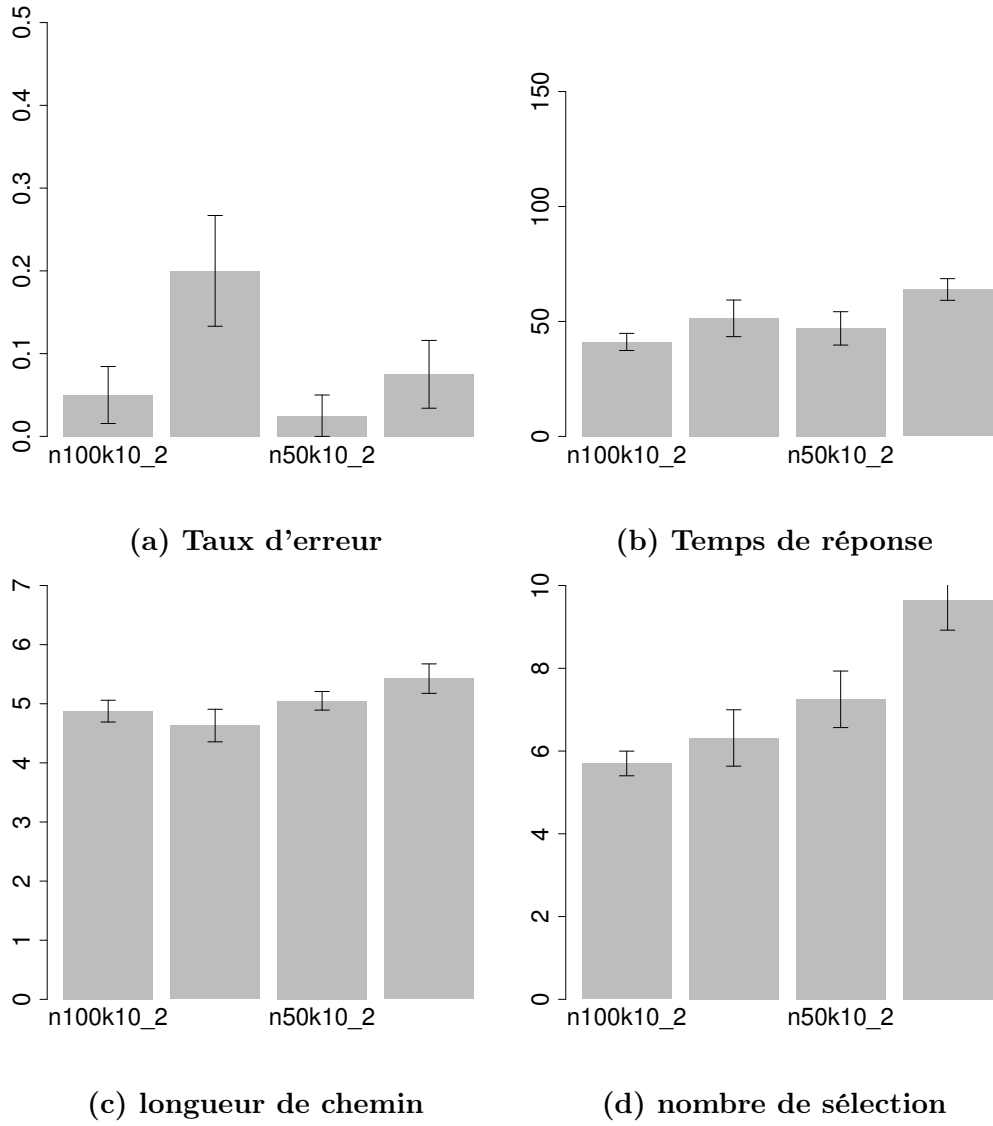 0.0 0.1 0.2 0.3 0.4 0.5
n100k10_2 n50k10_2
(a) Taux d'erreur
0 50 100 150
n100k10_2 n50k10_2
(b) Temps de réponse
0 1 2 3 4 5 6 7
n100k10_2 n50k10_2
(c) longueur de chemin
0 2 4 6 8 10
n100k10_2 n50k10_2
(d) nombre de sélection